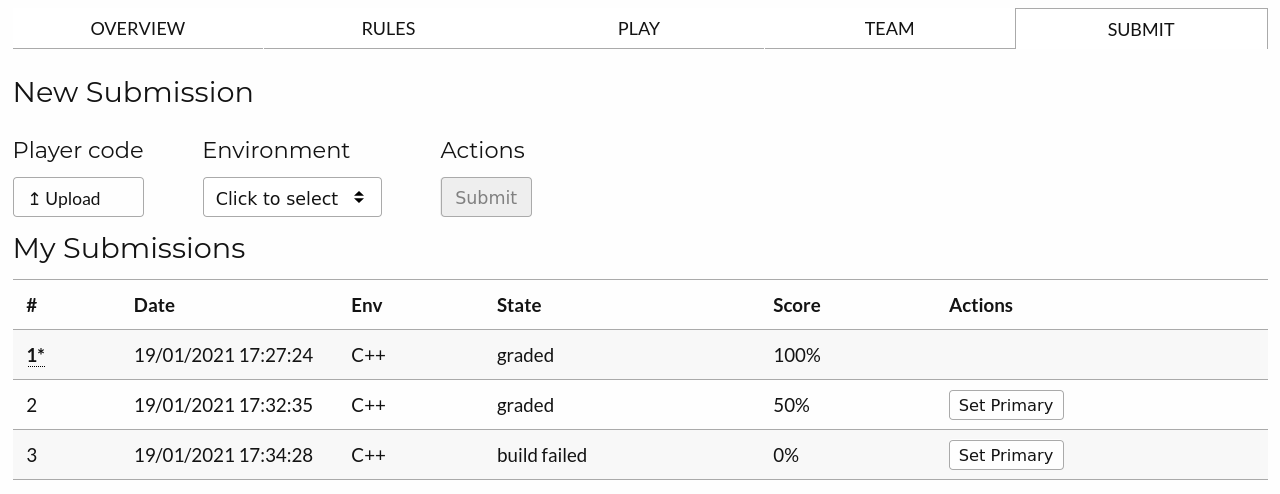 OVERVIEW RULES PLAY TEAM SUBMIT
New Submission
Player code Environment Actions
↥ Upload Click to select Submit
My Submissions
# Date Env State Score Actions
1* 19/01/2021 17:27:24 C++ graded 100%
2 19/01/2021 17:32:35 C++ graded 50% Set Primary
3 19/01/2021 17:34:28 C++ build failed 0% Set Primary